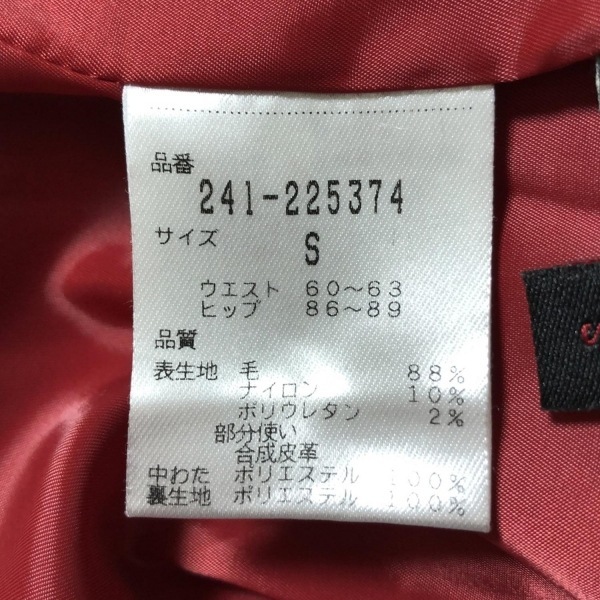 品番
241-225374
サイズ
S
ウエスト 60～63
ヒップ 86～89
品質
表生地 毛 88%
ナイロン 10%
ポリウレタン 2%
部分使い
合成皮革
中わた ポリエステル 100%
裏生地 ポリエステル 100%